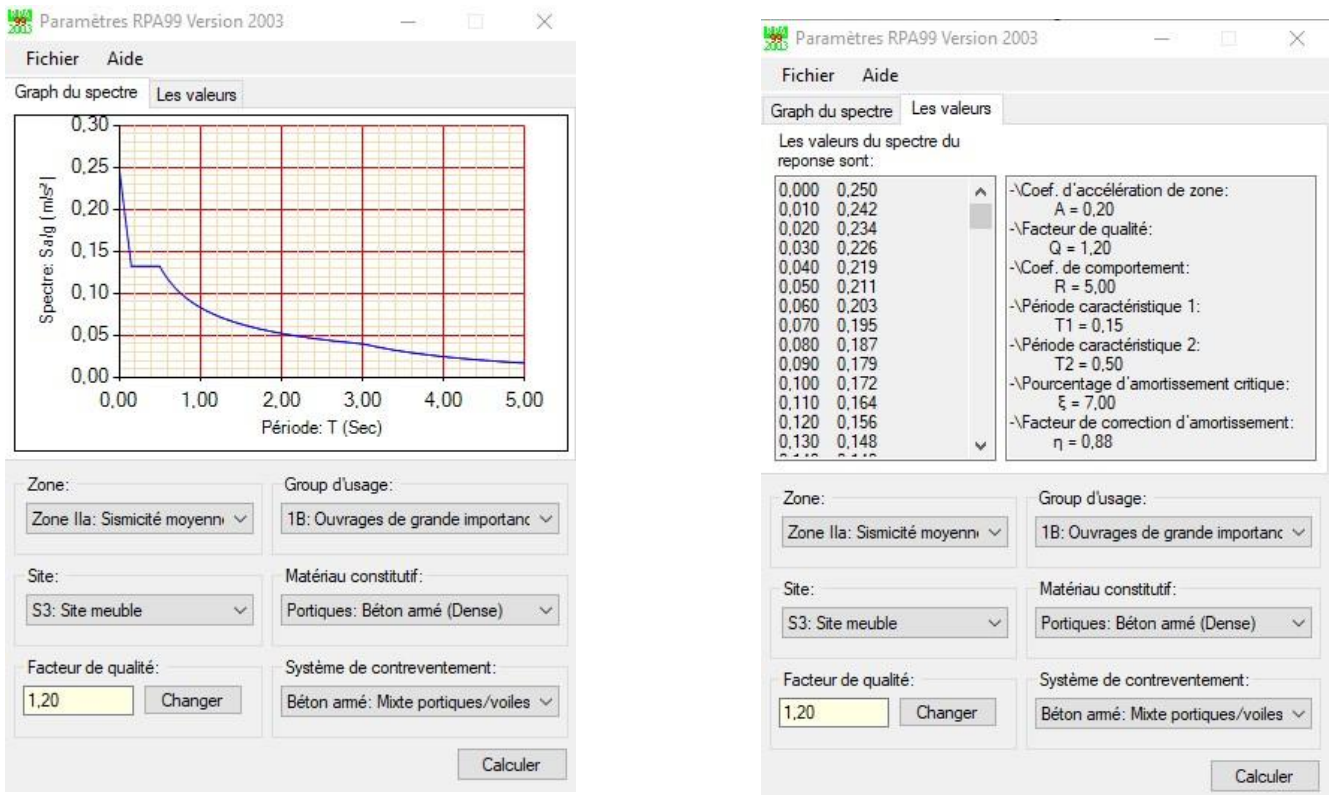 RPA 99 2003 Paramètres RPA99 Version 2003
Fichier Aide
Graph du spectre Les valeurs
Spectre: Sa/g ( m/s²)
0,30
0,25
0,20
0,15
0,10
0,05
0,00
0,00 1,00 2,00 3,00 4,00 5,00
Période: T (Sec)
Zone: Group d'usage:
Zone IIa: Sismicité moyenn 1B: Ouvrages de grande importanc
Site: Matériau constitutif:
S3: Site meuble Portiques: Béton armé (Dense)
Facteur de qualité: Système de contreventement:
1,20 Changer Béton armé: Mixte portiques/voiles
Calculer
RPA 99 2003 Paramètres RPA99 Version 2003
Fichier Aide
Graph du spectre Les valeurs
Les valeurs du spectre du
reponse sont:
0,000 0,250
0,010 0,242
0,020 0,234
0,030 0,226
0,040 0,219
0,050 0,211
0,060 0,203
0,070 0,195
0,080 0,187
0,090 0,179
0,100 0,172
0,110 0,164
0,120 0,156
0,130 0,148
-\Coef. d'accélération de zone:
A = 0,20
-\Facteur de qualité:
Q = 1,20
-\Coef. de comportement:
R = 5,00
-\Période caractéristique 1:
T1 = 0,15
-\Période caractéristique 2:
T2 = 0,50
-\Pourcentage d'amortissement critique:
ξ = 7,00
-\Facteur de correction d'amortissement:
η = 0,88
Zone: Group d'usage:
Zone IIa: Sismicité moyenn 1B: Ouvrages de grande importanc
Site: Matériau constitutif:
S3: Site meuble Portiques: Béton armé (Dense)
Facteur de qualité: Système de contreventement:
1,20 Changer Béton armé: Mixte portiques/voiles
Calculer